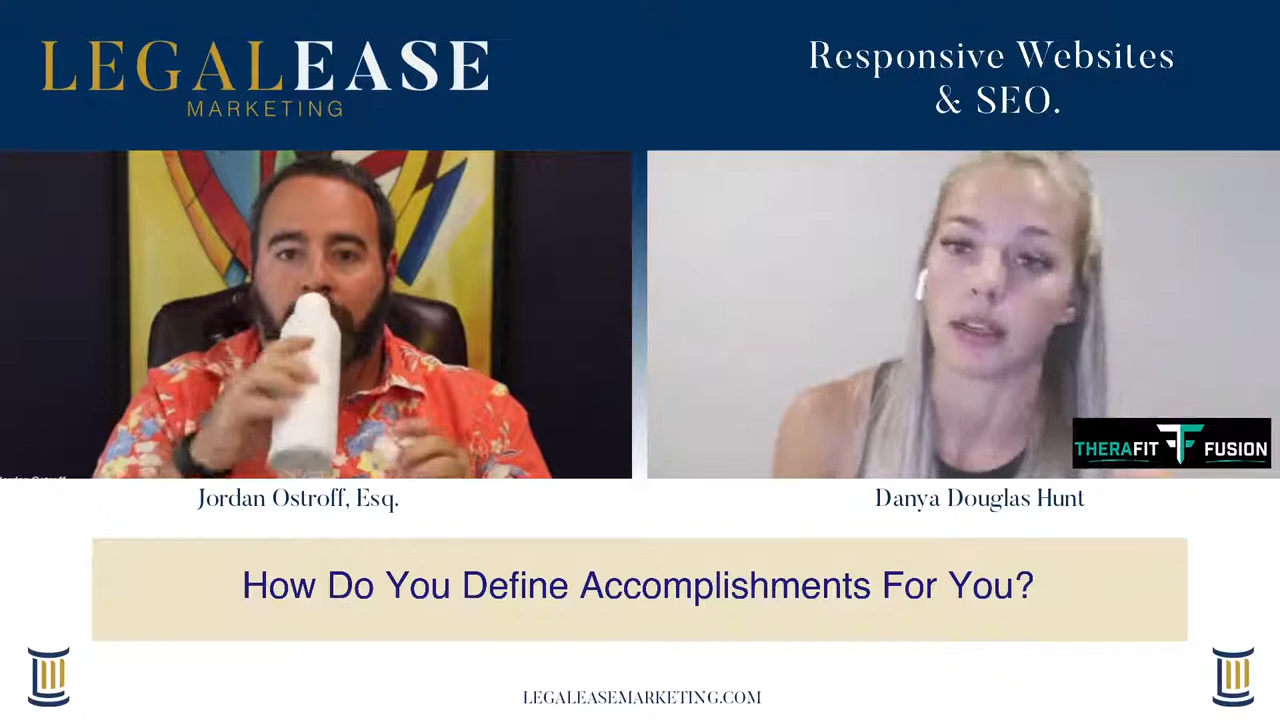 LEGALEASE
MARKETING
Responsive Websites
& SEO.
THERAFIT TF FUSION
Jordan Ostroff, Esq.
Danya Douglas Hunt
How Do You Define Accomplishments For You?
LEGALEASEMARKETING.COM